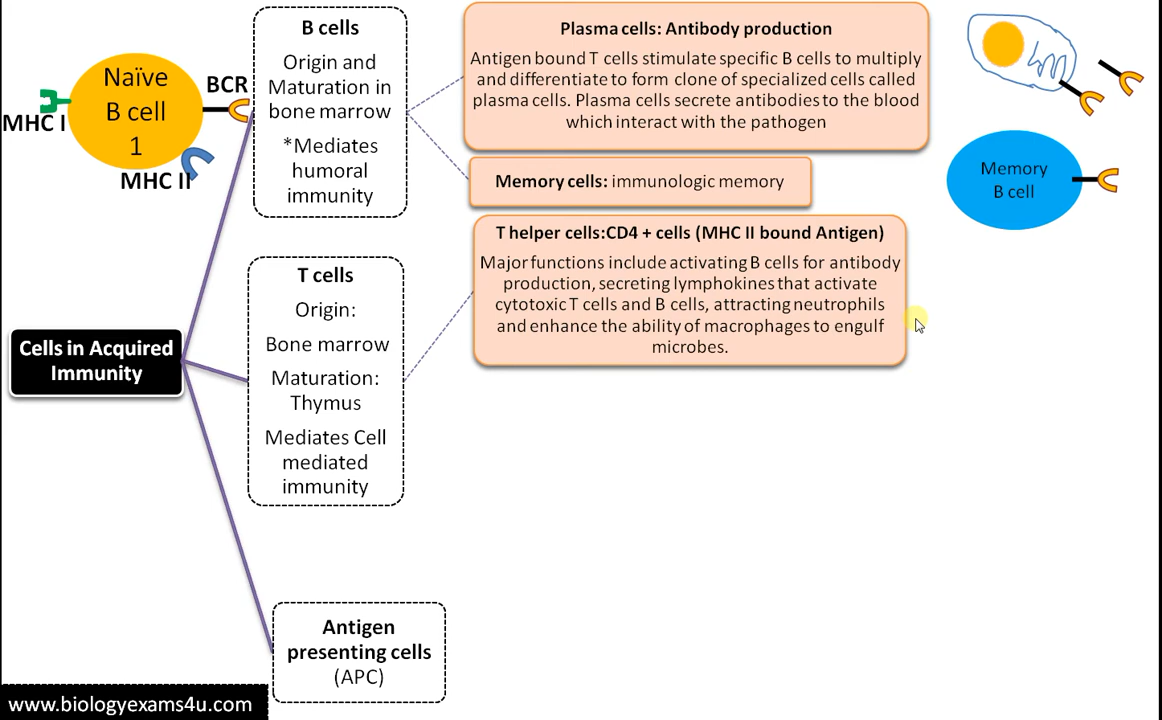 Naïve
B cell
1
MHC I
BCR
MHC II
B cells
Origin and
Maturation in
bone marrow
*Mediates
humoral
immunity
Plasma cells: Antibody production
Antigen bound T cells stimulate specific B cells to multiply
and differentiate to form clone of specialized cells called
plasma cells. Plasma cells secrete antibodies to the blood
which interact with the pathogen
Memory cells: immunologic memory
Memory
B cell
T helper cells:CD4 + cells (MHC II bound Antigen)
Major functions include activating B cells for antibody
production, secreting lymphokines that activate
cytotoxic T cells and B cells, attracting neutrophils
and enhance the ability of macrophages to engulf
microbes.
T cells
Origin:
Bone marrow
Maturation:
Thymus
Mediates Cell
mediated
immunity
Cells in Acquired
Immunity
Antigen
presenting cells
(APC)
www.biologyexams4u.com